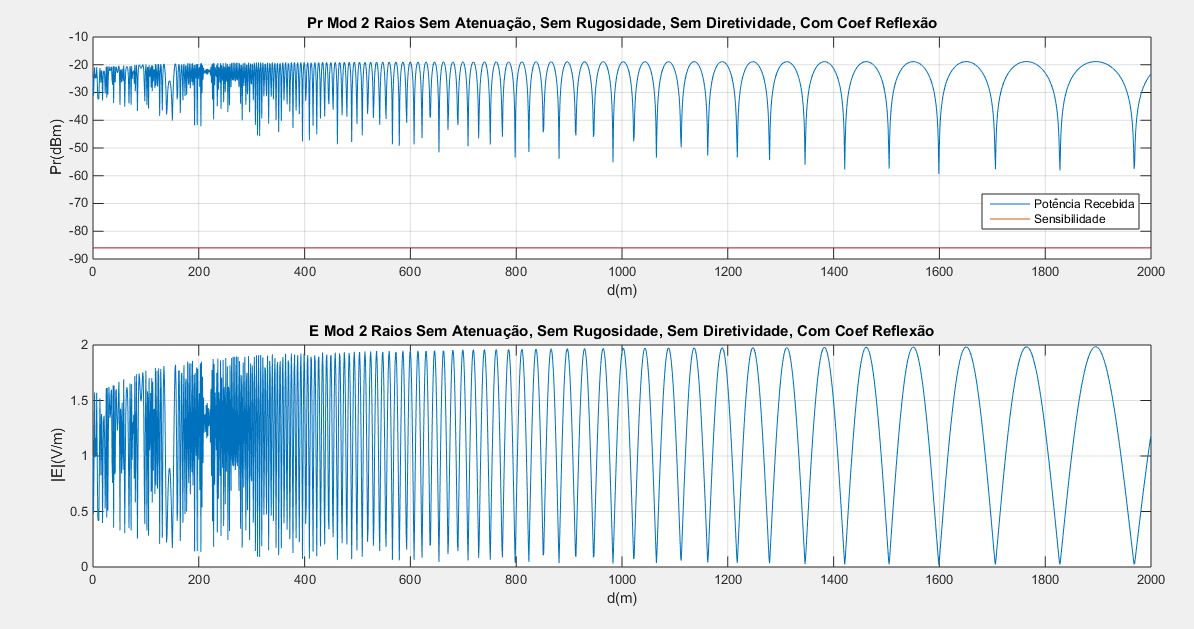 Pr Mod 2 Raios Sem Atenuação, Sem Rugosidade, Sem Diretividade, Com Coef Reflexão
-10
-20
-30
-40
-50
-60
-70
-80
-90
Pr(dBm)
Potência Recebida
Sensibilidade
0 200 400 600 800 1000 1200 1400 1600 1800 2000
d(m)
E Mod 2 Raios Sem Atenuação, Sem Rugosidade, Sem Diretividade, Com Coef Reflexão
2
1.5
1
0.5
0
|E|(V/m)
0 200 400 600 800 1000 1200 1400 1600 1800 2000
d(m)